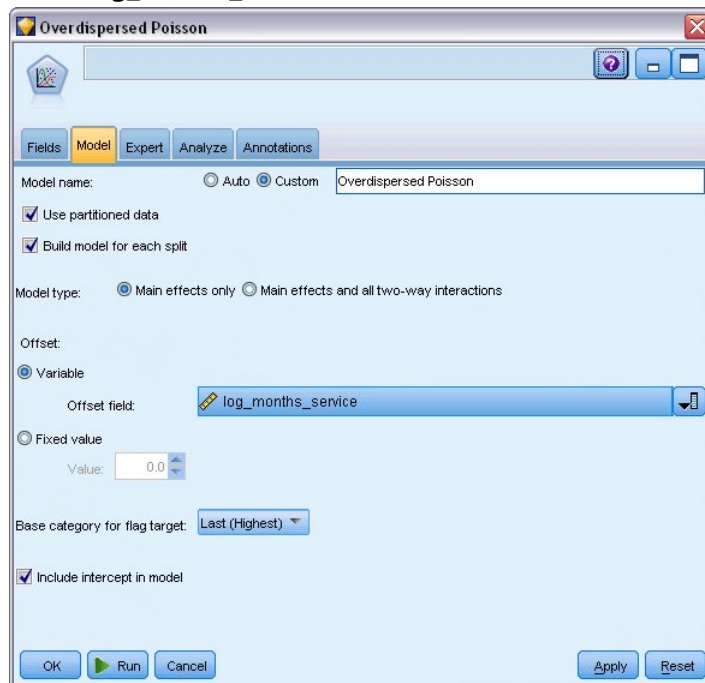 Overdispersed Poisson
Fields Model Expert Analyze Annotations
Model name: Auto Custom Overdispersed Poisson
Use partitioned data
Build model for each split
Model type: Main effects only Main effects and all two-way interactions
Offset:
Variable
Offset field: log_months_service
Fixed value
Value: 0.0
Base category for flag target: Last (Highest)
Include intercept in model
OK Run Cancel Apply Reset